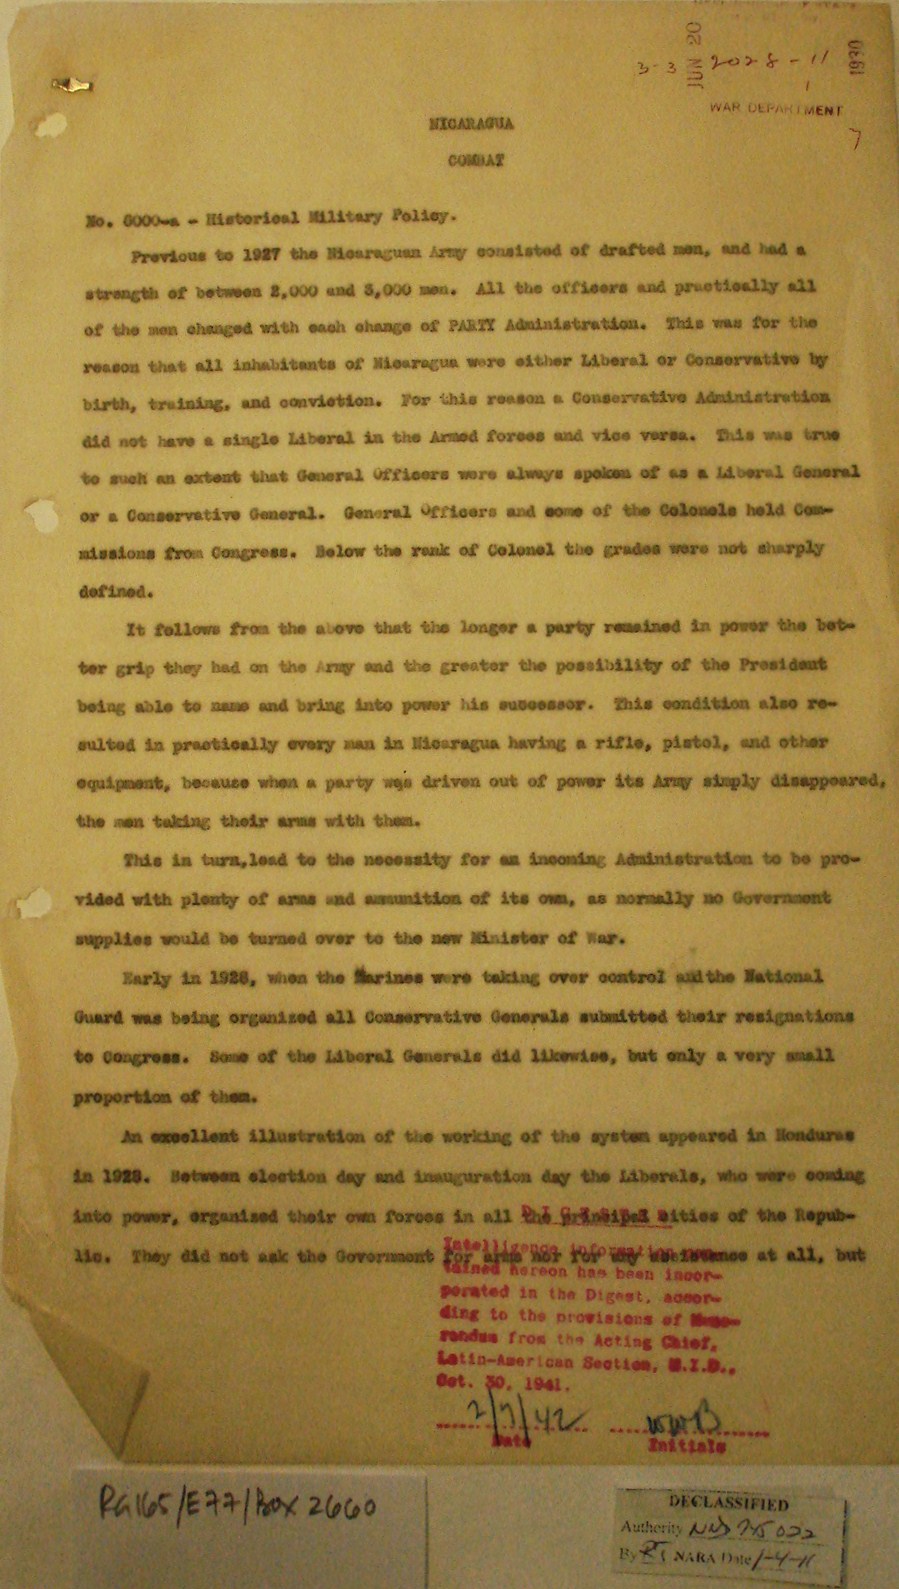 JUN 20 1930
3-3 2028-11
1
WAR DEPARTMENT
7
NICARAGUA
COMBAT
No. 6000-a - Historical Military Policy.
Previous to 1927 the Nicaraguan Army consisted of drafted men, and had a
strength of between 2,000 and 3,000 men. All the officers and practically all
of the men changed with each change of PARTY Administration. This was for the
reason that all inhabitants of Nicaragua were either Liberal or Conservative by
birth, training, and conviction. For this reason a Conservative Administration
did not have a single Liberal in the Armed forces and vice versa. This was true
to such an extent that General Officers were always spoken of as a Liberal General
or a Conservative General. General Officers and some of the Colonels held Com-
missions from Congress. Below the rank of Colonel the grades were not sharply
defined.
It follows from the above that the longer a party remained in power the bet-
ter grip they had on the Army and the greater the possibility of the President
being able to name and bring into power his successor. This condition also re-
sulted in practically every man in Nicaragua having a rifle, pistol, and other
equipment, because when a party was driven out of power its Army simply disappeared,
the men taking their arms with them.
This in turn,lead to the necessity for an incoming Administration to be pro-
vided with plenty of arms and ammunition of its own, as normally no Government
supplies would be turned over to the new Minister of War.
Early in 1928, when the Marines were taking over control and the National
Guard was being organized all Conservative Generals submitted their resignations
to Congress. Some of the Liberal Generals did likewise, but only a very small
proportion of them.
An excellent illustration of the working of the system appeared in Honduras
in 1928. Between election day and inauguration day the Liberals, who were coming
into power, organized their own forces in all the principal cities of the Repub-
lic. They did not ask the Government for arms nor for any assistance at all, but
DIGESTED
Intelligence information con-
tained hereon has been incor-
porated in the Digest, accor-
ding to the provisions of Memo-
randum from the Acting Chief,
Latin-American Section, M.I.D.,
Oct. 30, 1941.
2/7/42 WWB
Date Initials
RG165/E77/Box 2660
DECLASSIFIED
Authority NND 745022
By NARA Date 1-4-11